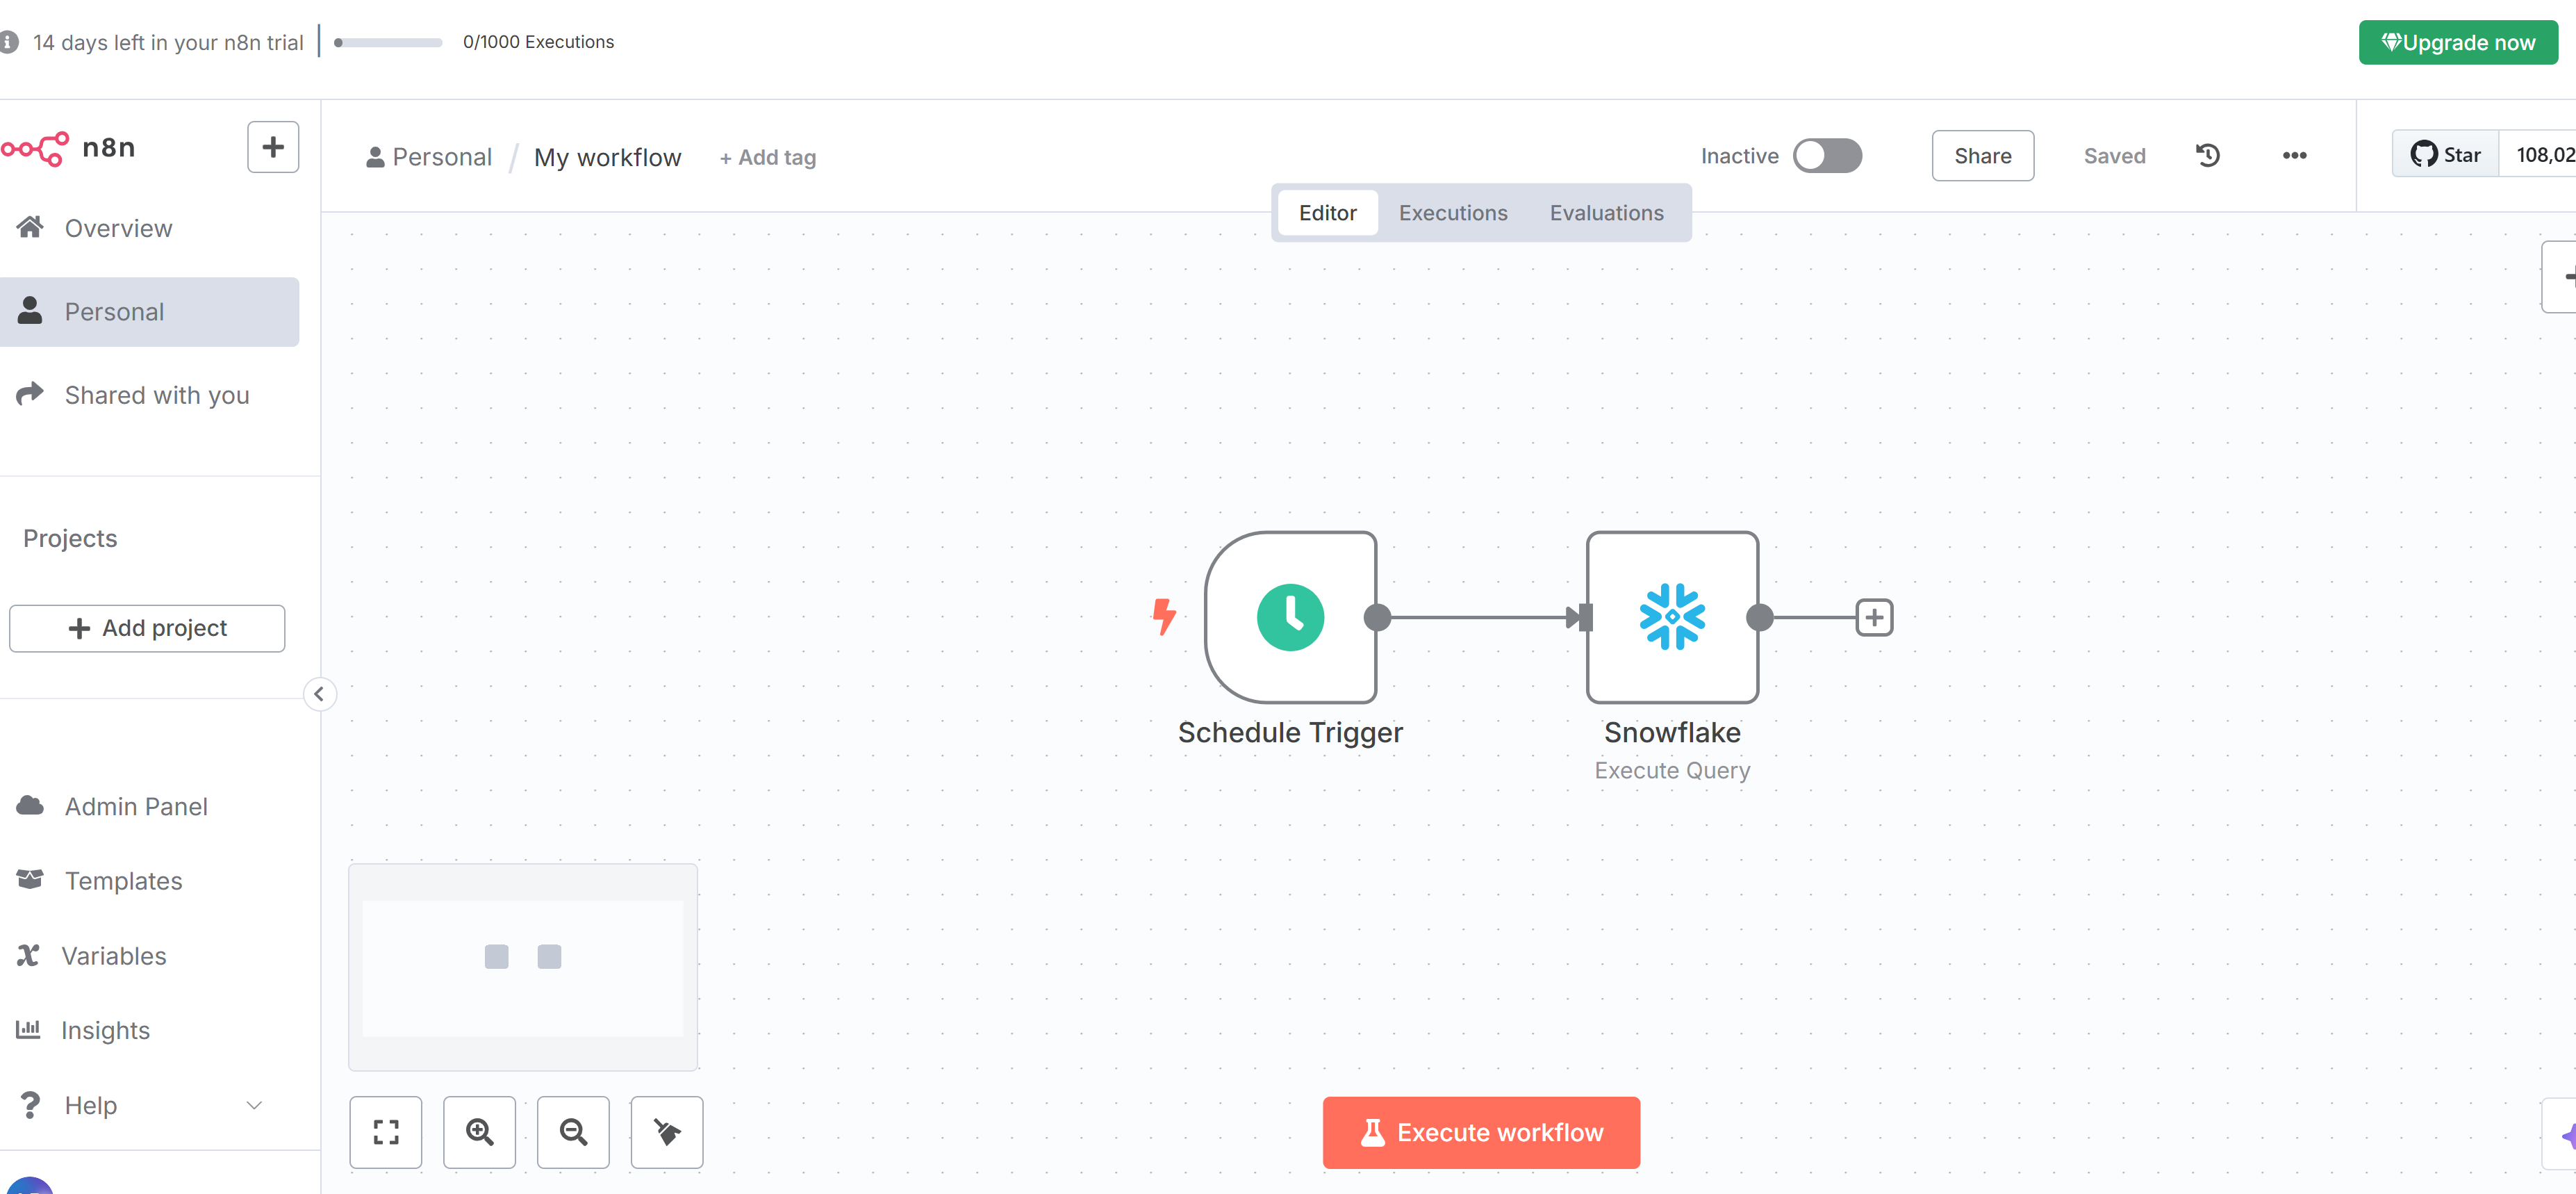 14 days left in your n8n trial
0/1000 Executions
Upgrade now
n8n
Personal / My workflow + Add tag
Inactive
Share
Saved
Star
108,02
Editor Executions Evaluations
Overview
Personal
Shared with you
Projects
Add project
Admin Panel
Templates
Variables
Insights
Help
Schedule Trigger
Snowflake
Execute Query
Execute workflow